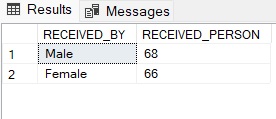 Results Messages
RECEIVED_BY RECEIVED_PERSON
1 Male 68
2 Female 66